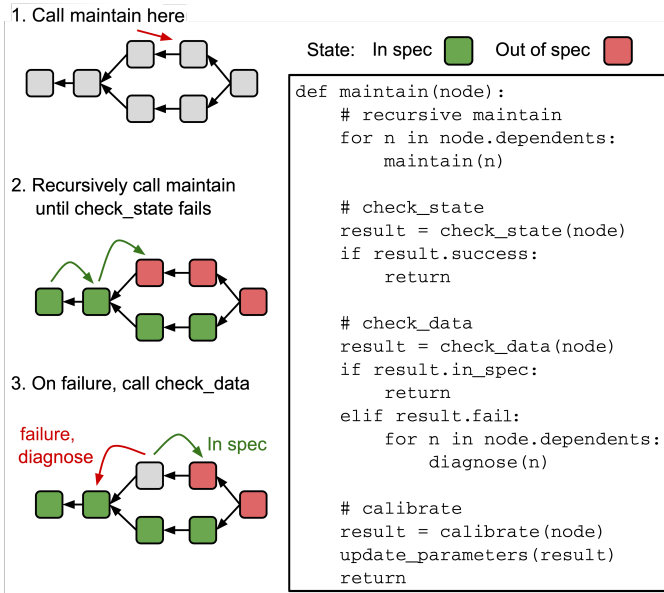 1. Call maintain here
2. Recursively call maintain
until check_state fails
3. On failure, call check_data
failure,
diagnose
In spec
State: In spec Out of spec
def maintain(node):
    # recursive maintain
    for n in node.dependents:
        maintain(n)

    # check_state
    result = check_state(node)
    if result.success:
        return

    # check_data
    result = check_data(node)
    if result.in_spec:
        return
    elif result.fail:
        for n in node.dependents:
            diagnose(n)

    # calibrate
    result = calibrate(node)
    update_parameters(result)
    return